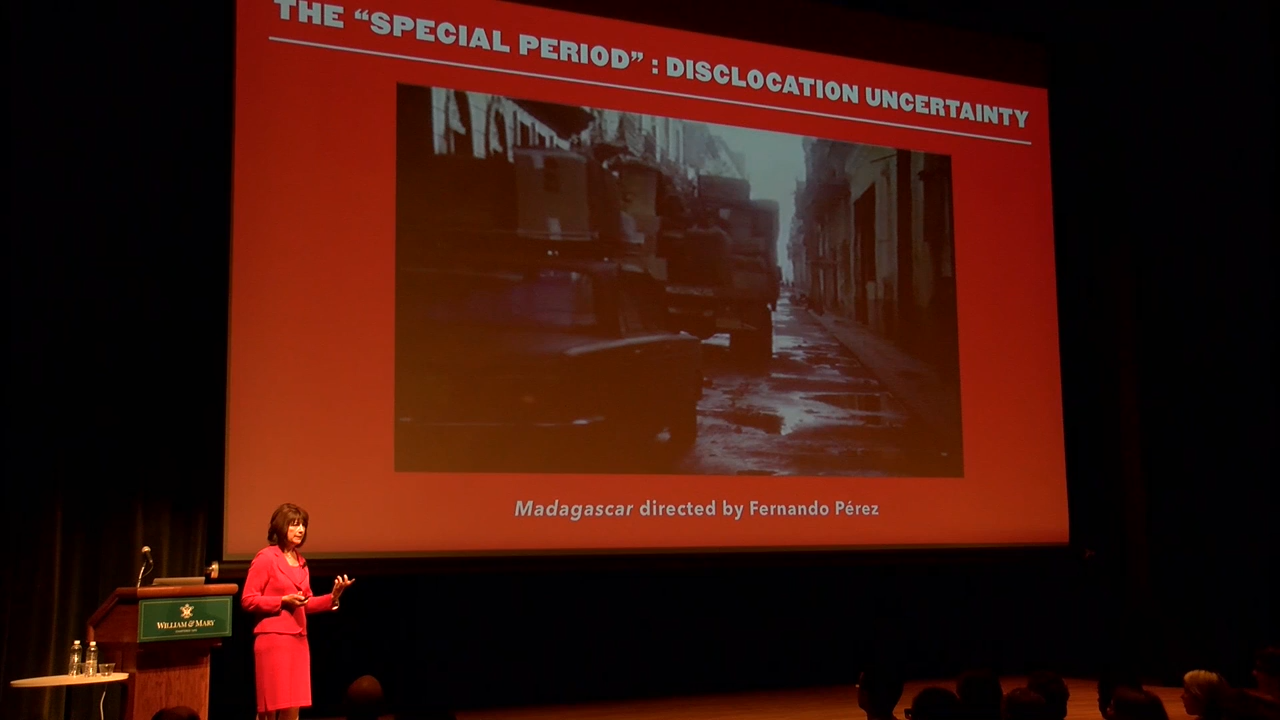 THE “SPECIAL PERIOD” : DISCLOCATION UNCERTAINTY
Madagascar directed by Fernando Pérez
WILLIAM & MARY